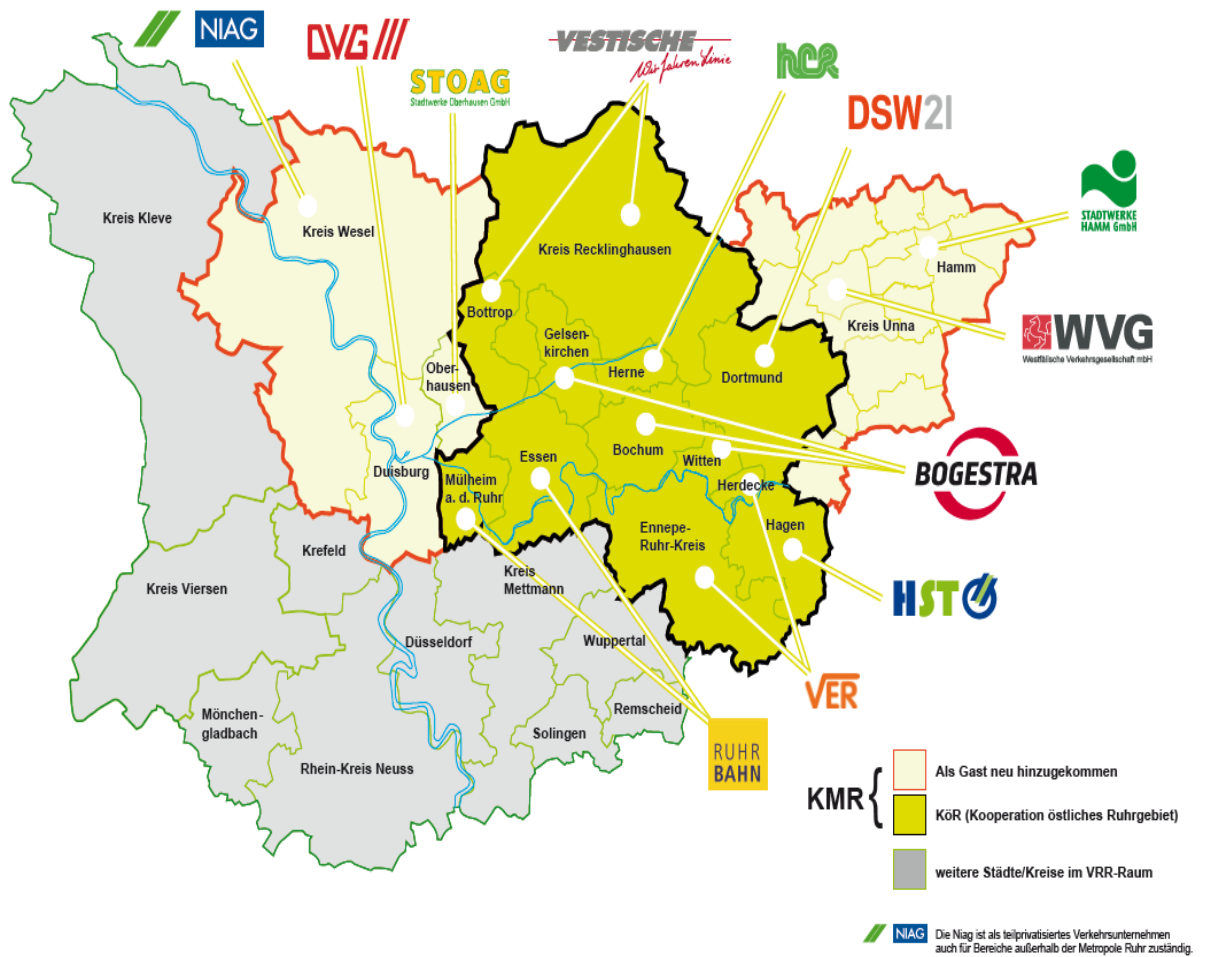 NIAG
DVG
STOAG
Stadtwerke Oberhausen GmbH
VESTISCHE
Wir fahren Linie
hCR
DSW21
STADTWERKE
HAMM GmbH
WVG
Westfälische Verkehrsgesellschaft mbH
BOGESTRA
HST
VER
RUHR
BAHN
Kreis Kleve
Kreis Wesel
Kreis Recklinghausen
Bottrop
Gelsen-
kirchen
Herne
Dortmund
Hamm
Kreis Unna
Ober-
hausen
Duisburg
Mülheim
a. d. Ruhr
Essen
Bochum
Witten
Herdecke
Hagen
Ennepe-
Ruhr-Kreis
Krefeld
Kreis Viersen
Kreis
Mettmann
Düsseldorf
Wuppertal
Remscheid
Solingen
Mönchen-
gladbach
Rhein-Kreis Neuss
KMR {
Als Gast neu hinzugekommen
KöR (Kooperation östliches Ruhrgebiet)
weitere Städte/Kreise im VRR-Raum
NIAG Die Niag ist als teilprivatisiertes Verkehrsunternehmen
auch für Bereiche außerhalb der Metropole Ruhr zuständig.